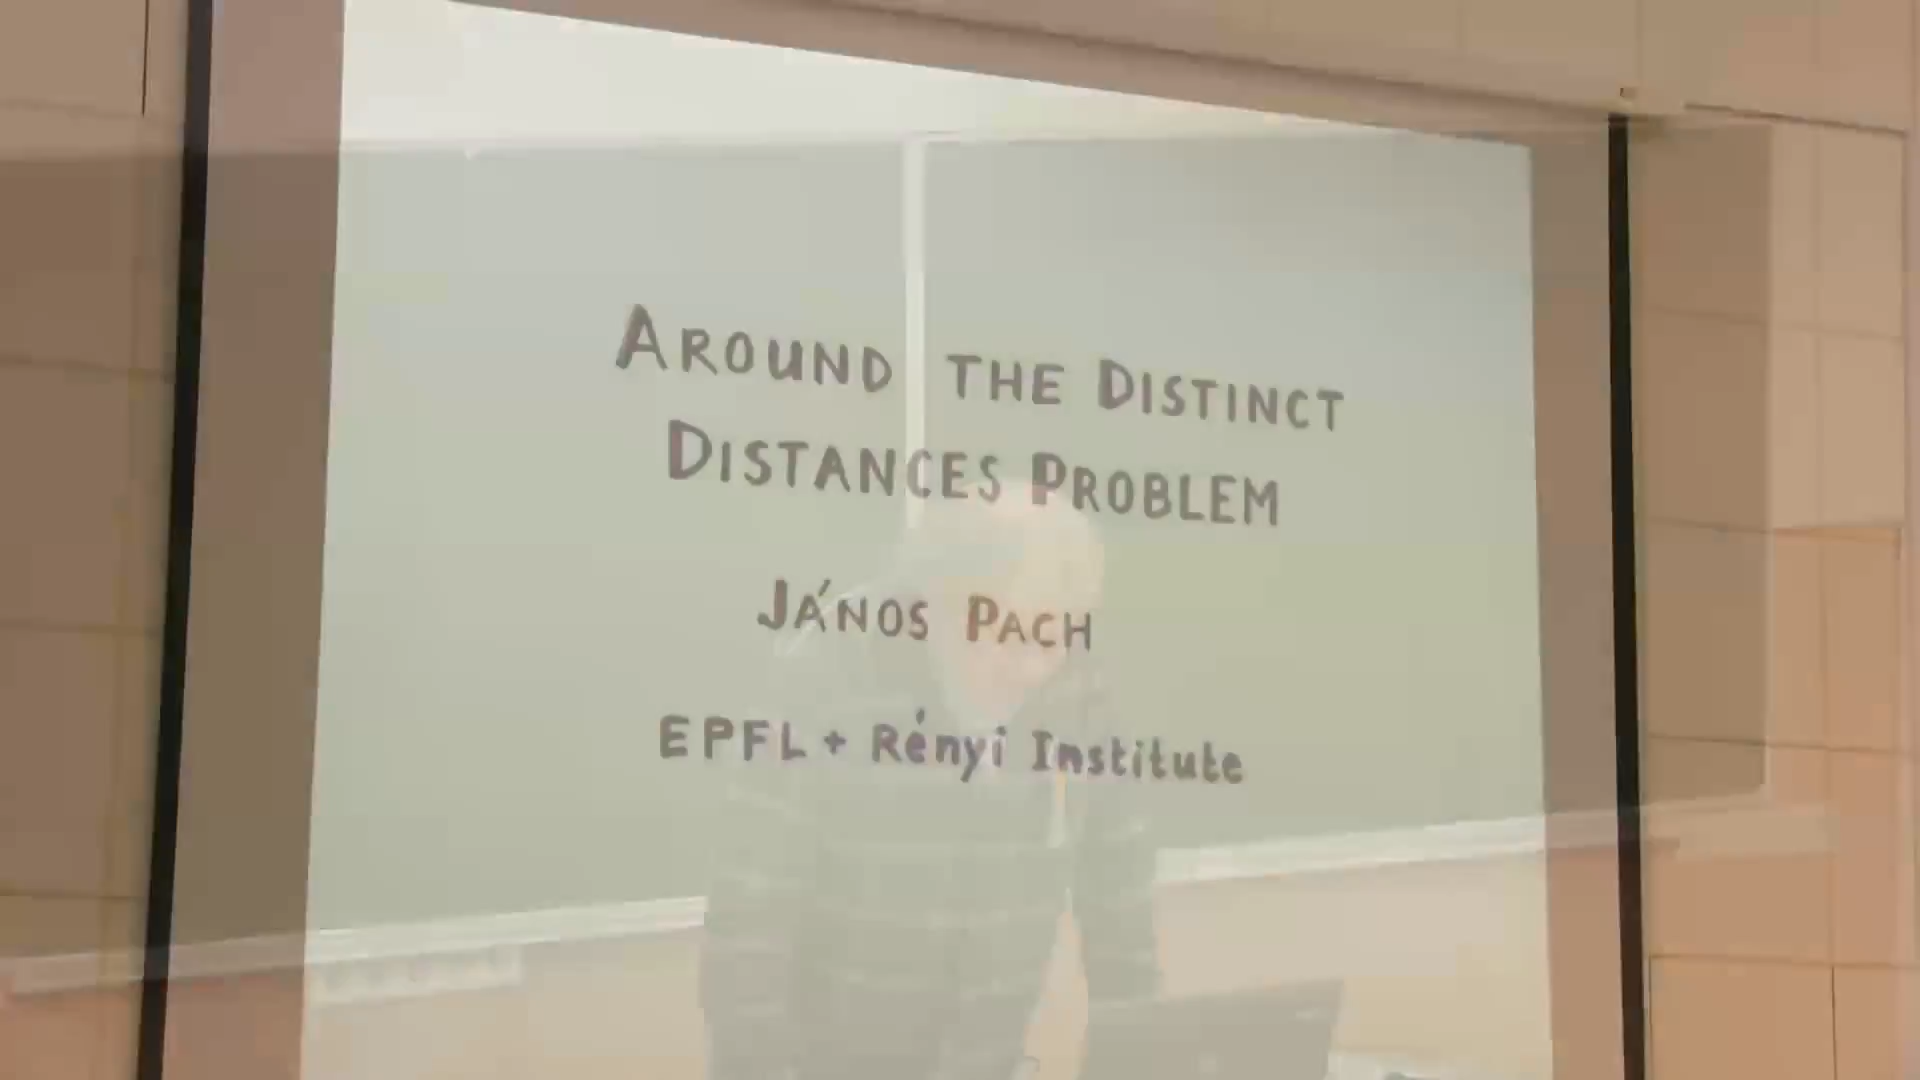 AROUND THE DISTINCT
DISTANCES PROBLEM
JÁNOS PACH
EPFL + Rényi Institute